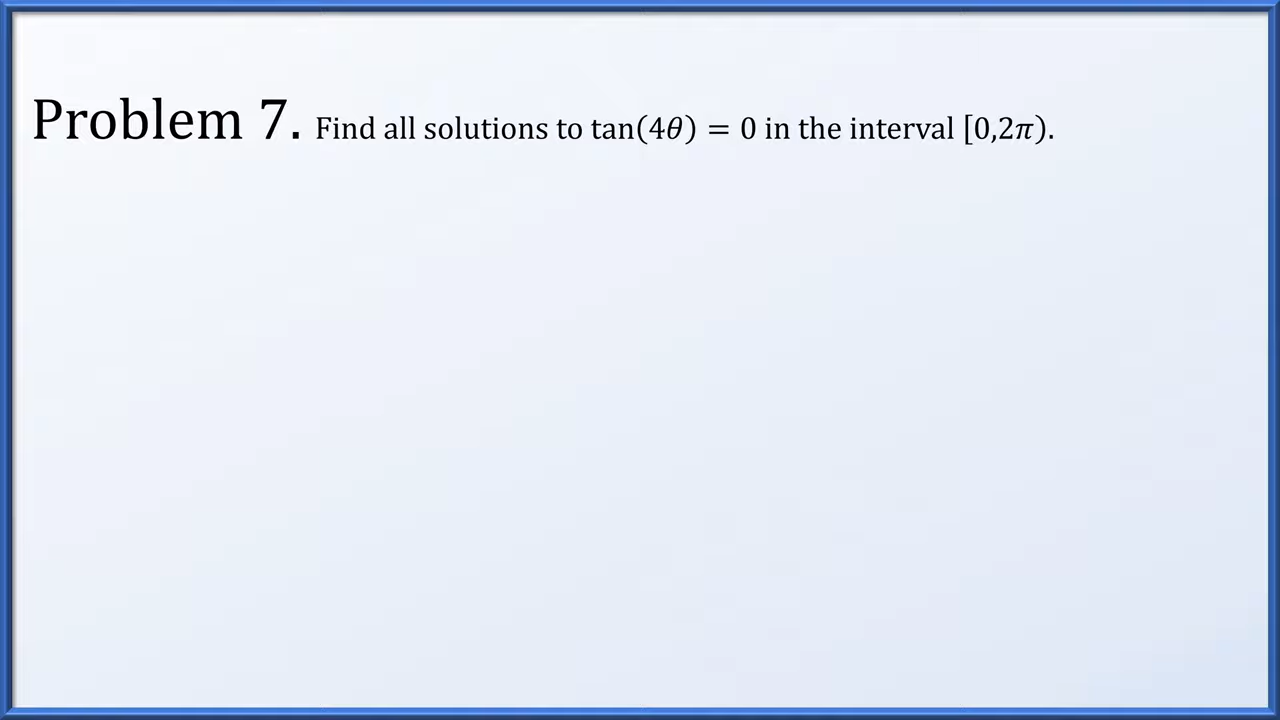 Problem 7. Find all solutions to tan(4𝜃) = 0 in the interval [0,2𝜋).